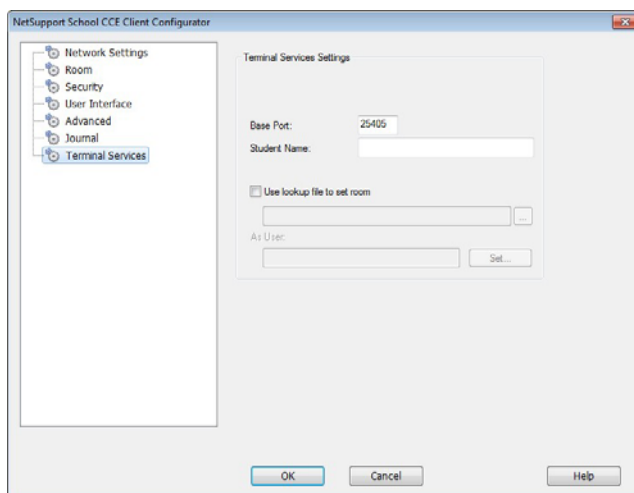 NetSupport School CCE Client Configurator
Network Settings
Room
Security
User Interface
Advanced
Journal
Terminal Services
Terminal Services Settings
Base Port: 25405
Student Name:
Use lookup file to set room
...
As User:
Set...
OK Cancel Help